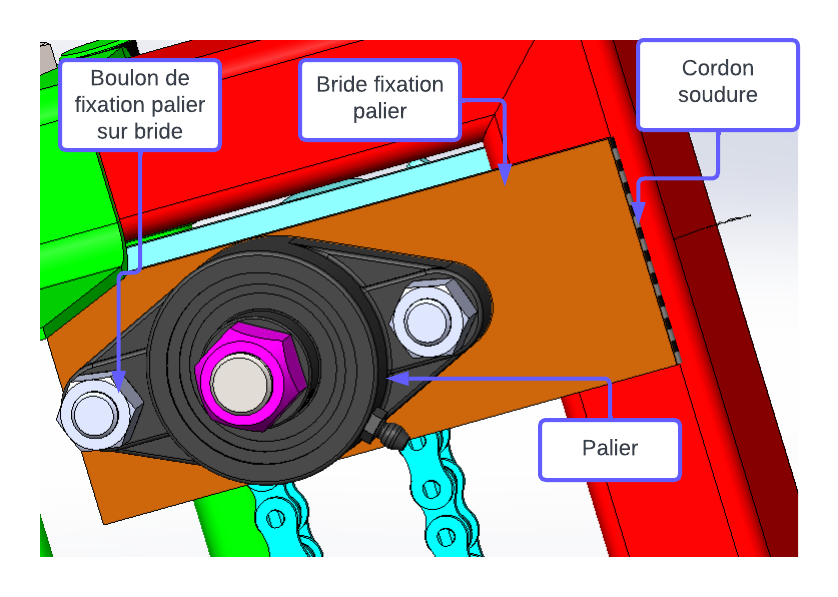 Boulon de
fixation palier
sur bride
Bride fixation
palier
Cordon
soudure
Palier